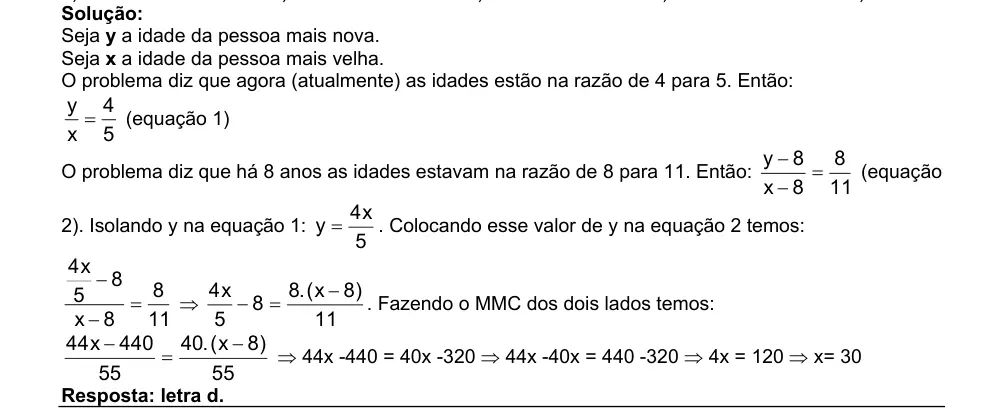 Solução:
Seja y a idade da pessoa mais nova.
Seja x a idade da pessoa mais velha.
O problema diz que agora (atualmente) as idades estão na razão de 4 para 5. Então:
y/x = 4/5 (equação 1)
O problema diz que há 8 anos as idades estavam na razão de 8 para 11. Então: (y – 8)/(x – 8) = 8/11 (equação
2). Isolando y na equação 1: y = 4x/5 . Colocando esse valor de y na equação 2 temos:
(4x/5 – 8)/(x – 8) = 8/11 ⇒ 4x/5 – 8 = 8.(x – 8)/11 . Fazendo o MMC dos dois lados temos:
(44x – 440)/55 = 40.(x – 8)/55 ⇒ 44x -440 = 40x -320 ⇒ 44x -40x = 440 -320 ⇒ 4x = 120 ⇒ x= 30
Resposta: letra d.